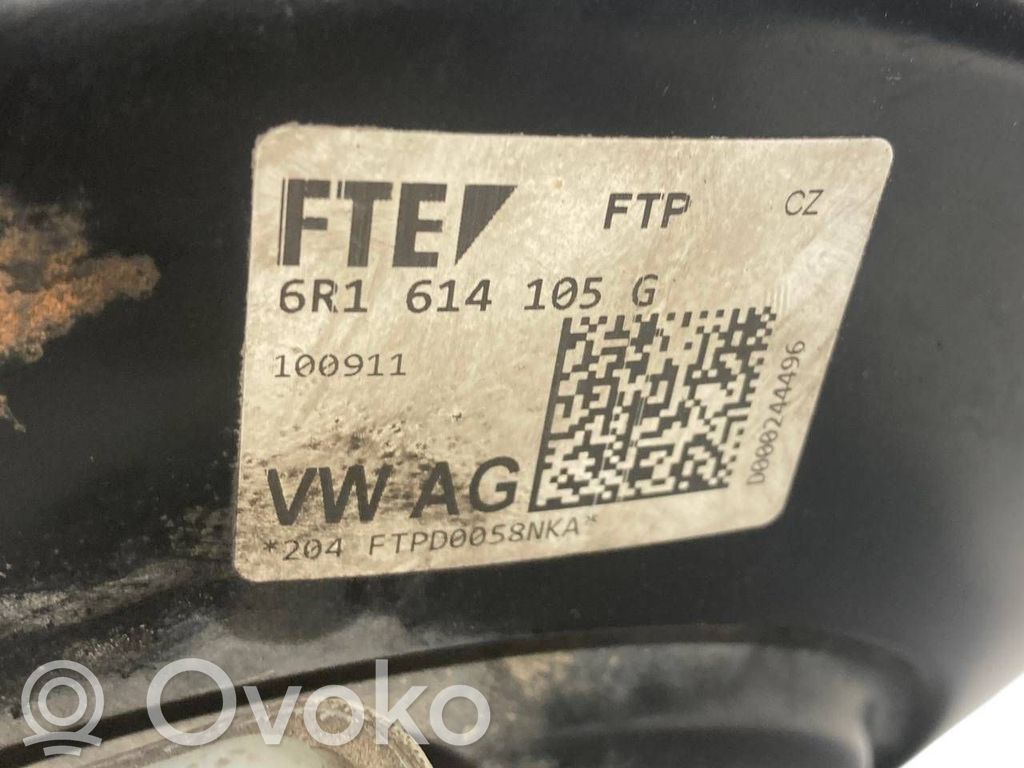 FTE FTP CZ
6R1 614 105 G
100911
D000244496
VW AG
*204 FTPD0058NKA*
Ovoko